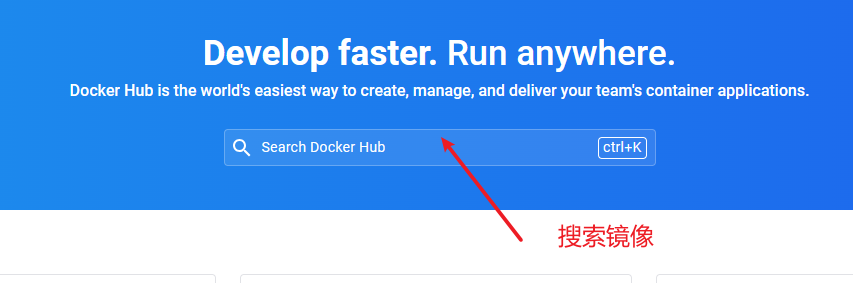 Develop faster. Run anywhere.
Docker Hub is the world's easiest way to create, manage, and deliver your team's container applications.
Search Docker Hub
ctrl+K
搜索镜像